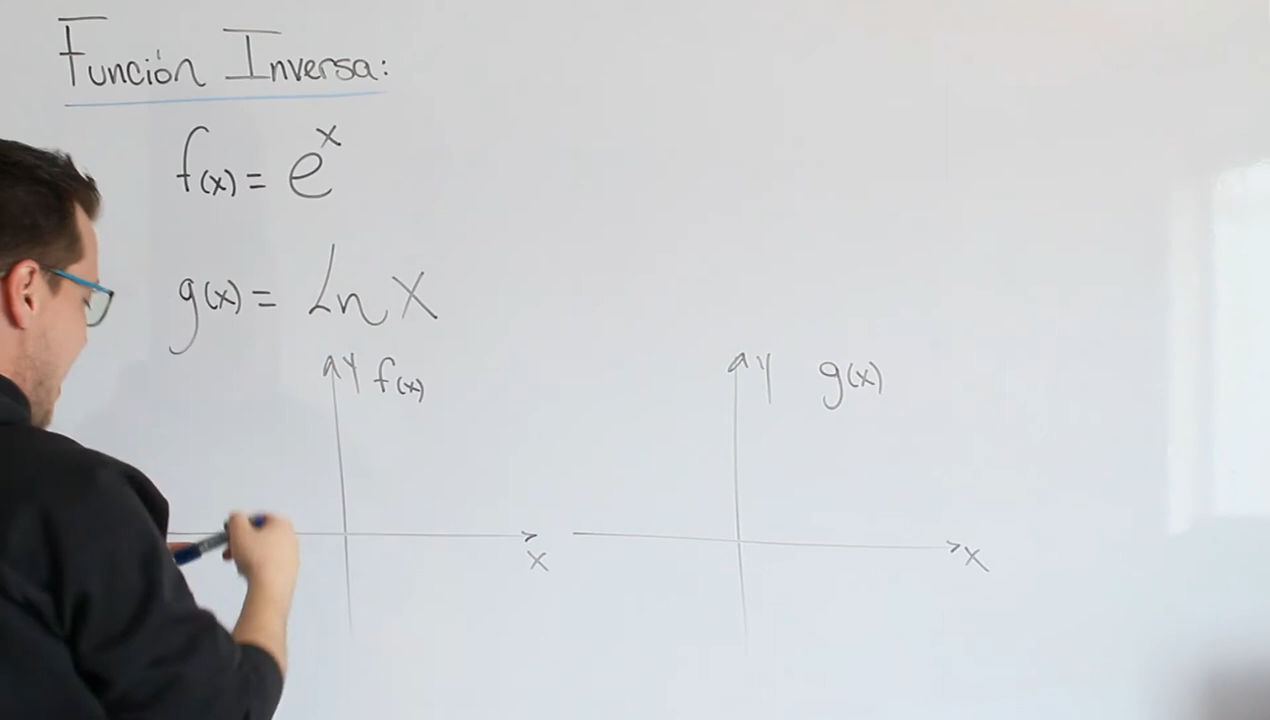 Función Inversa:
f(x) = e^x
g(x) = Ln x
y f(x)
y g(x)
x
x